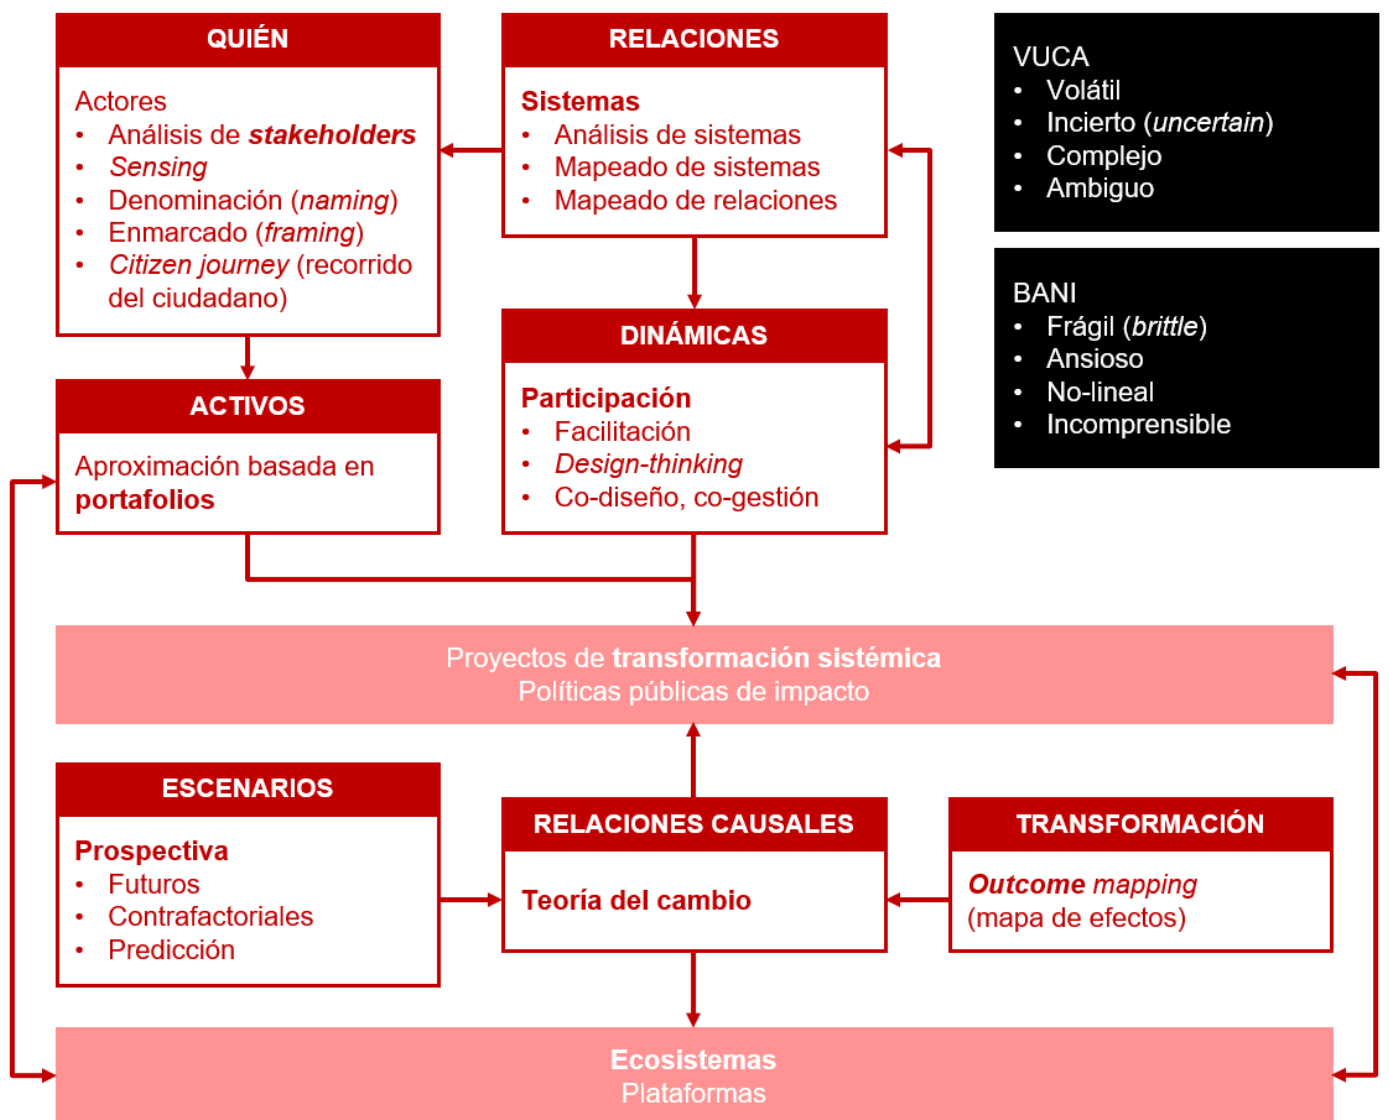 QUIÉN
Actores
• Análisis de stakeholders
• Sensing
• Denominación (naming)
• Enmarcado (framing)
• Citizen journey (recorrido
del ciudadano)
RELACIONES
Sistemas
• Análisis de sistemas
• Mapeado de sistemas
• Mapeado de relaciones
VUCA
• Volátil
• Incierto (uncertain)
• Complejo
• Ambiguo
BANI
• Frágil (brittle)
• Ansioso
• No-lineal
• Incomprensible
ACTIVOS
Aproximación basada en
portafolios
DINÁMICAS
Participación
• Facilitación
• Design-thinking
• Co-diseño, co-gestión
Proyectos de transformación sistémica
Políticas públicas de impacto
ESCENARIOS
Prospectiva
• Futuros
• Contrafactoriales
• Predicción
RELACIONES CAUSALES
Teoría del cambio
TRANSFORMACIÓN
Outcome mapping
(mapa de efectos)
Ecosistemas
Plataformas